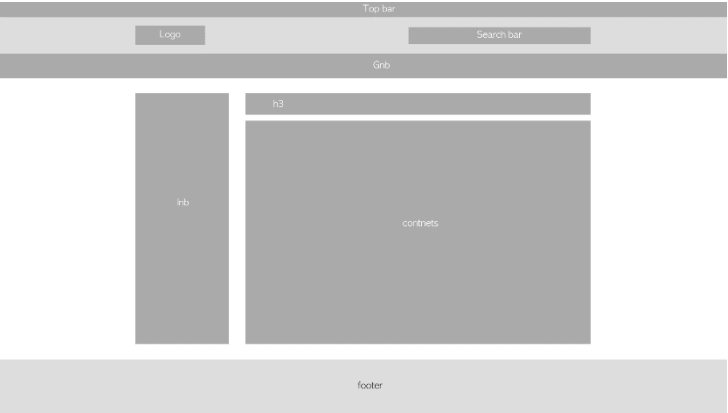 Top bar
Logo
Search bar
Gnb
lnb
h3
contnets
footer